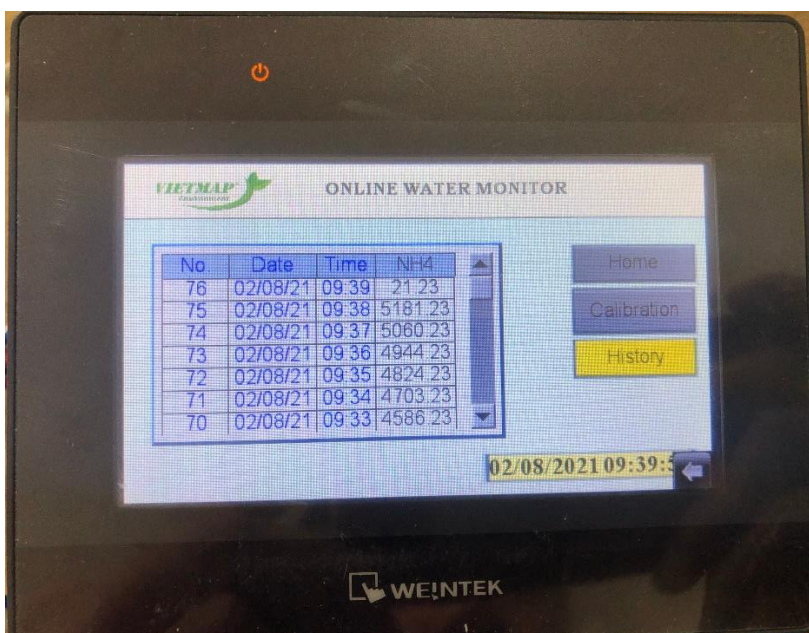 VIETMAP
Environment
ONLINE WATER MONITOR
No. Date Time NH4
76 02/08/21 09:39 21.23
75 02/08/21 09:38 5181.23
74 02/08/21 09:37 5060.23
73 02/08/21 09:36 4944.23
72 02/08/21 09:35 4824.23
71 02/08/21 09:34 4703.23
70 02/08/21 09:33 4586.23
Home
Calibration
History
02/08/2021 09:39:
WEINTEK